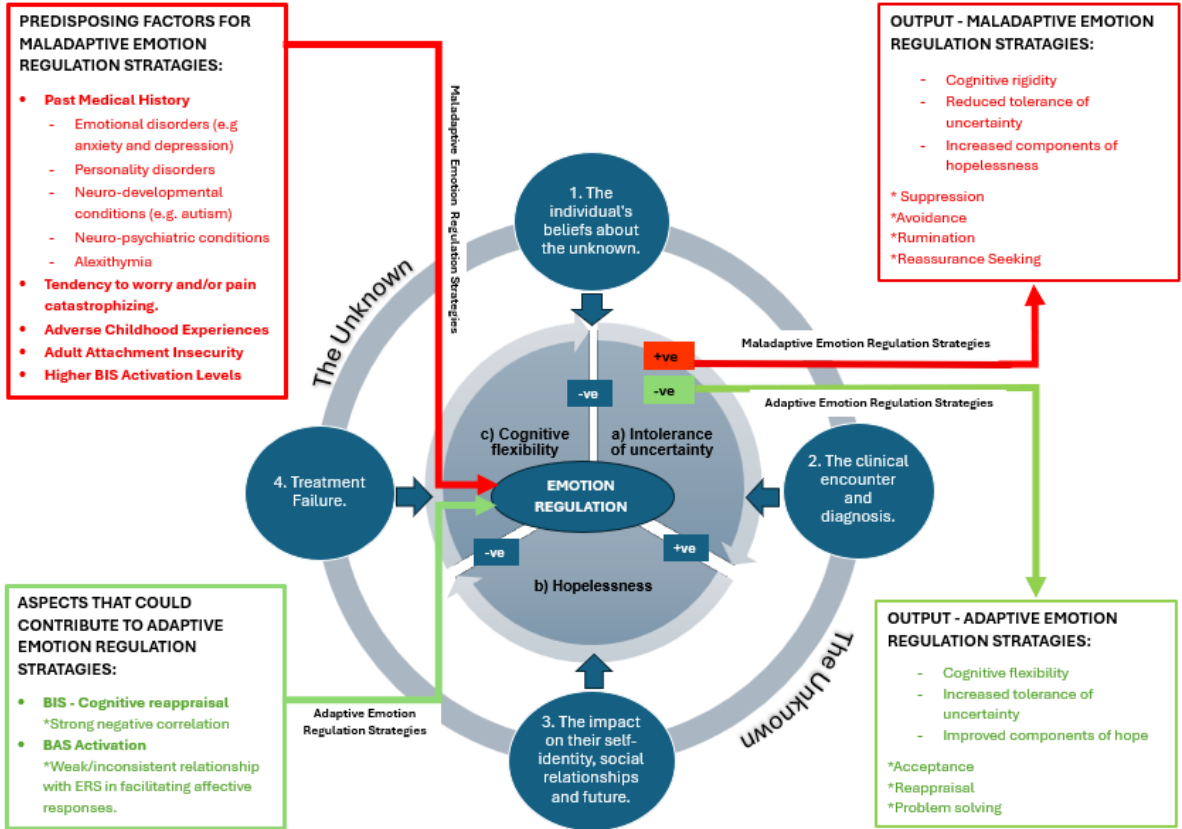 PREDISPOSING FACTORS FOR
MALADAPTIVE EMOTION
REGULATION STRATAGIES:
• Past Medical History
- Emotional disorders (e.g
anxiety and depression)
- Personality disorders
- Neuro-developmental
conditions (e.g. autism)
- Neuro-psychiatric conditions
- Alexithymia
• Tendency to worry and/or pain
catastrophizing.
• Adverse Childhood Experiences
• Adult Attachment Insecurity
• Higher BIS Activation Levels
Maladaptive Emotion Regulation Strategies
OUTPUT - MALADAPTIVE EMOTION
REGULATION STRATAGIES:
- Cognitive rigidity
- Reduced tolerance of
uncertainty
- Increased components of
hopelessness
* Suppression
*Avoidance
*Rumination
*Reassurance Seeking
The Unknown
1. The
individual's
beliefs about
the unknown.
+ve
Maladaptive Emotion Regulation Strategies
-ve
-ve
Adaptive Emotion Regulation Strategies
c) Cognitive
flexibility
a) Intolerance
of uncertainty
4. Treatment
Failure.
EMOTION
REGULATION
2. The clinical
encounter
and
diagnosis.
-ve
+ve
b) Hopelessness
The Unknown
3. The impact
on their self-
identity, social
relationships
and future.
ASPECTS THAT COULD
CONTRIBUTE TO ADAPTIVE
EMOTION REGULATION
STRATAGIES:
• BIS - Cognitive reappraisal
*Strong negative correlation
• BAS Activation
*Weak/inconsistent relationship
with ERS in facilitating affective
responses.
Adaptive Emotion
Regulation Strategies
OUTPUT - ADAPTIVE EMOTION
REGULATION STRATAGIES:
- Cognitive flexibility
- Increased tolerance of
uncertainty
- Improved components of hope
*Acceptance
*Reappraisal
*Problem solving